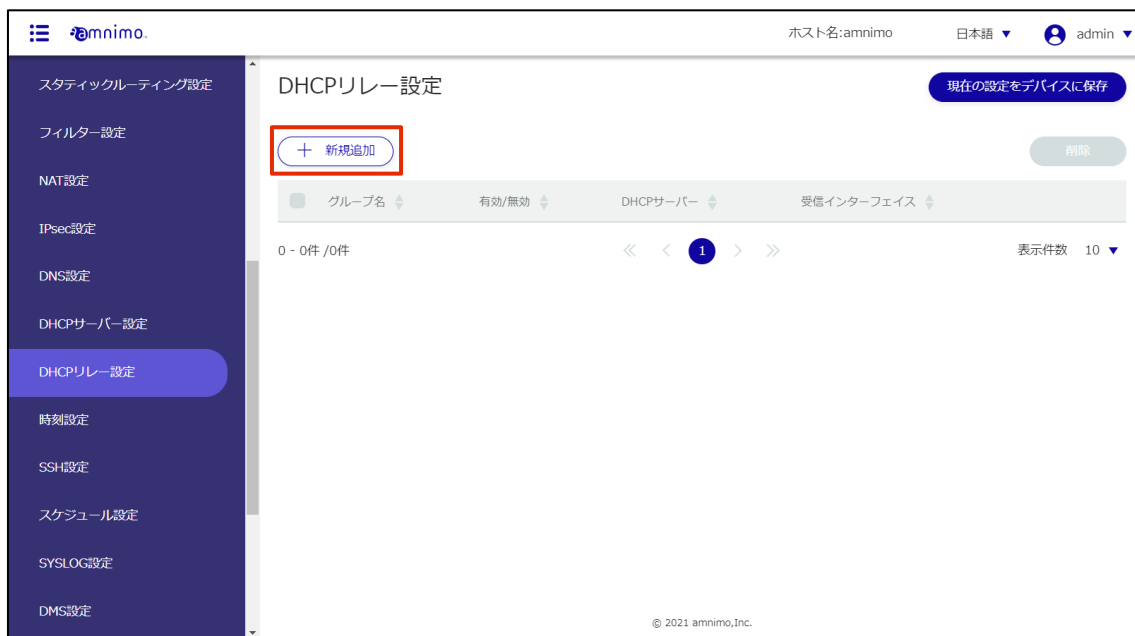 amnimo.
ホスト名:amnimo
日本語 ▼
admin ▼
スタティックルーティング設定
フィルター設定
NAT設定
IPsec設定
DNS設定
DHCPサーバー設定
DHCPリレー設定
時刻設定
SSH設定
スケジュール設定
SYSLOG設定
DMS設定
DHCPリレー設定
現在の設定をデバイスに保存
+ 新規追加
削除
グループ名 有効/無効 DHCPサーバー 受信インターフェイス
0 - 0件 /0件
≪ < 1 > ≫
表示件数 10 ▼
© 2021 amnimo,Inc.